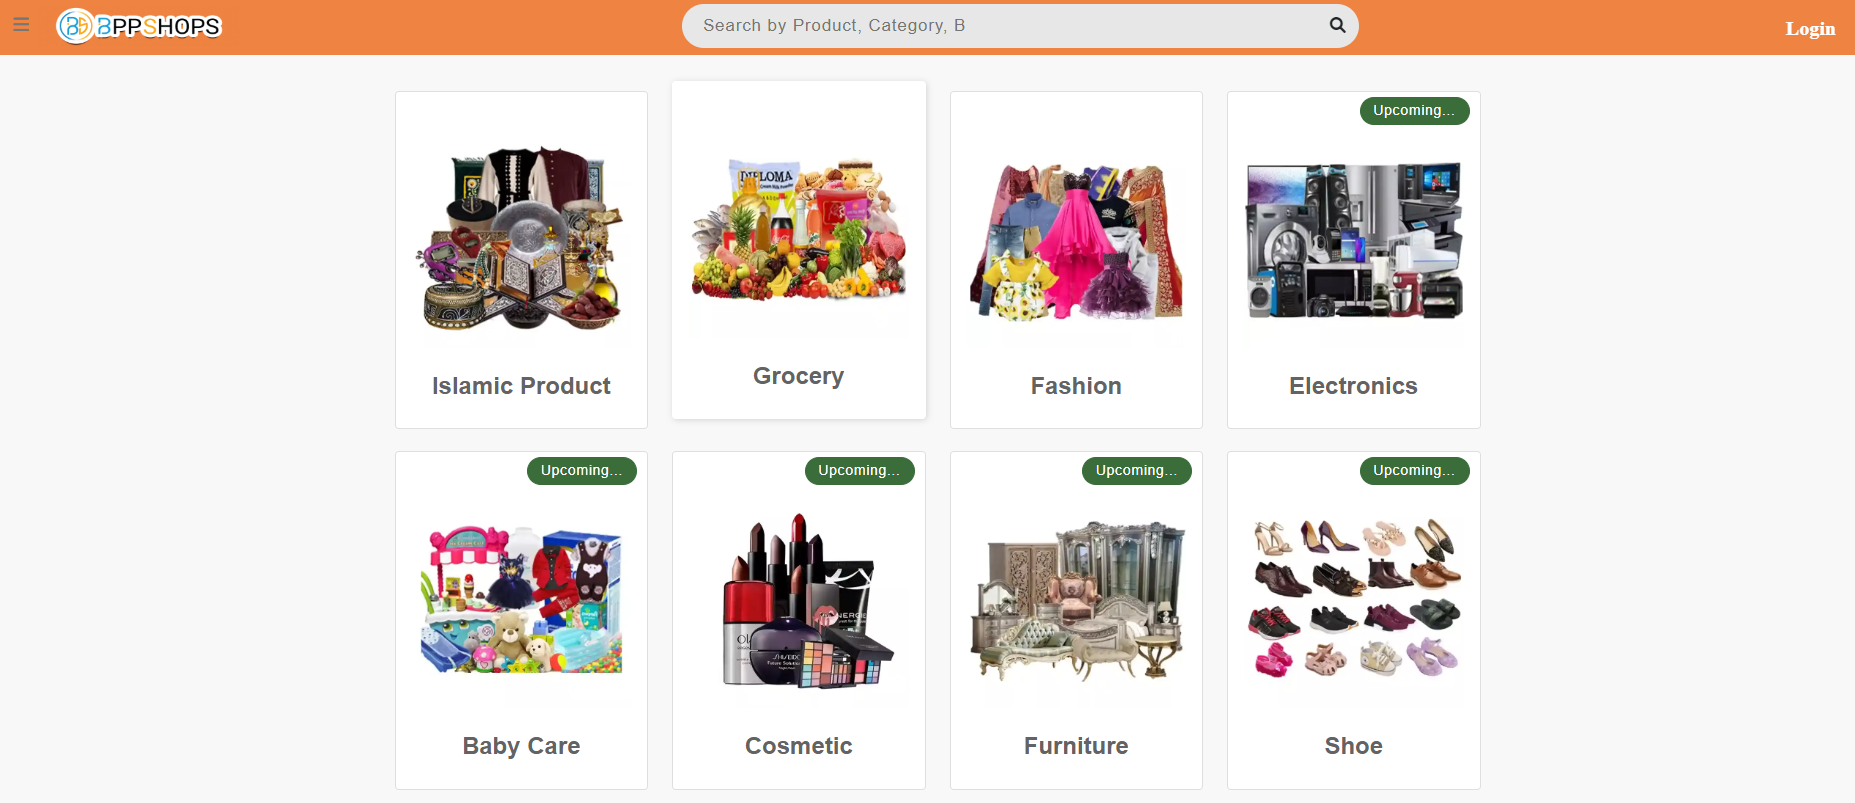 BPPSHOPS
Search by Product, Category, B
Login
Upcoming...
DIPLOMA
Islamic Product
Grocery
Fashion
Electronics
Upcoming...
Upcoming...
Upcoming...
Upcoming...
SHISEIDO
Baby Care
Cosmetic
Furniture
Shoe